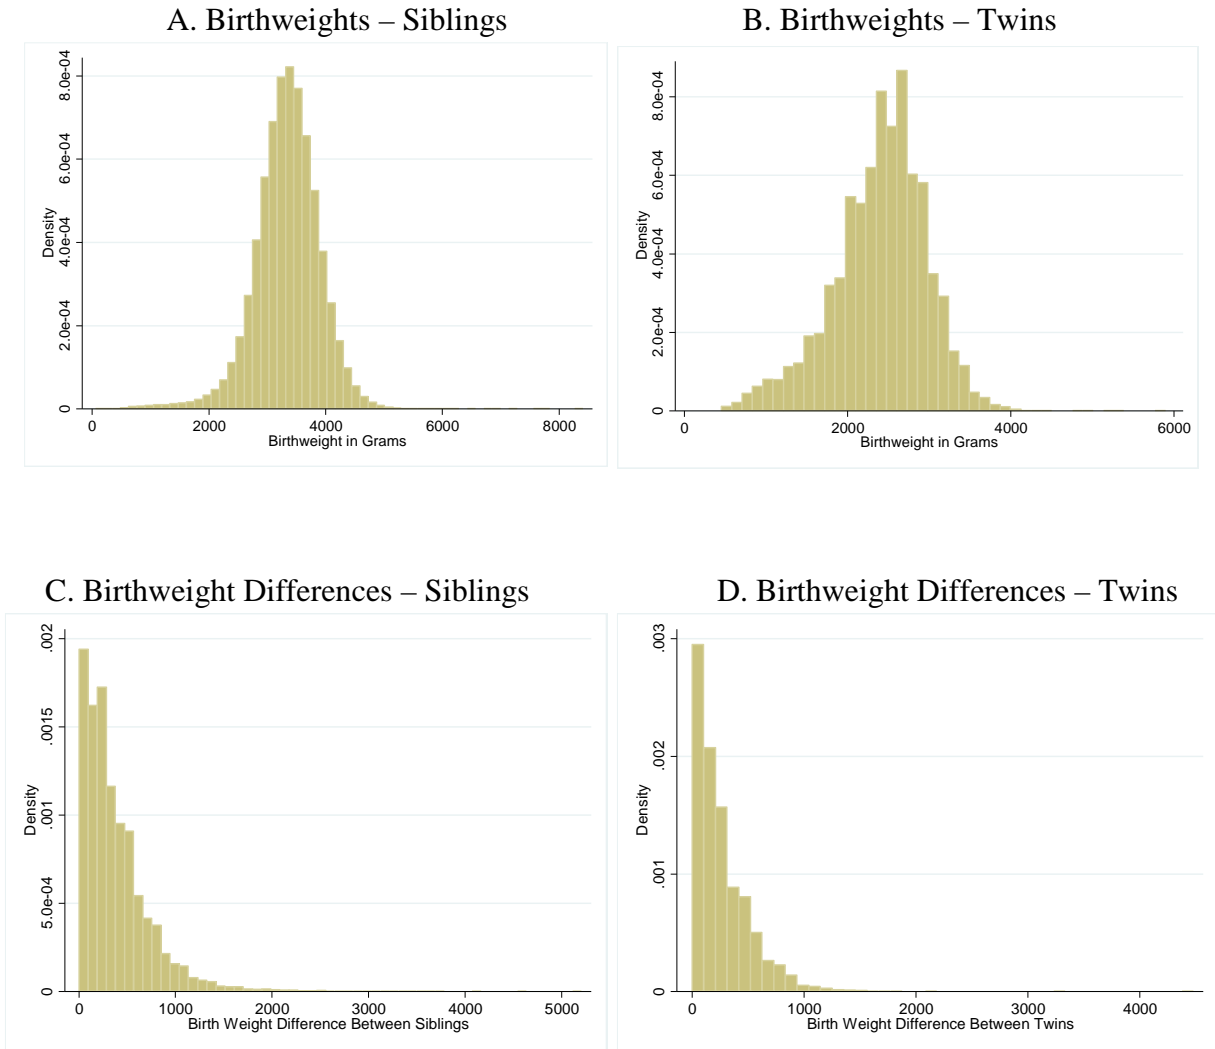 A. Birthweights – Siblings
8.0e-04
6.0e-04
4.0e-04
2.0e-04
0
Density
0 2000 4000 6000 8000
Birthweight in Grams
B. Birthweights – Twins
8.0e-04
6.0e-04
4.0e-04
2.0e-04
0
Density
0 2000 4000 6000
Birthweight in Grams
C. Birthweight Differences – Siblings
.002
.0015
.001
5.0e-04
0
Density
0 1000 2000 3000 4000 5000
Birth Weight Difference Between Siblings
D. Birthweight Differences – Twins
.003
.002
.001
0
Density
0 1000 2000 3000 4000
Birth Weight Difference Between Twins